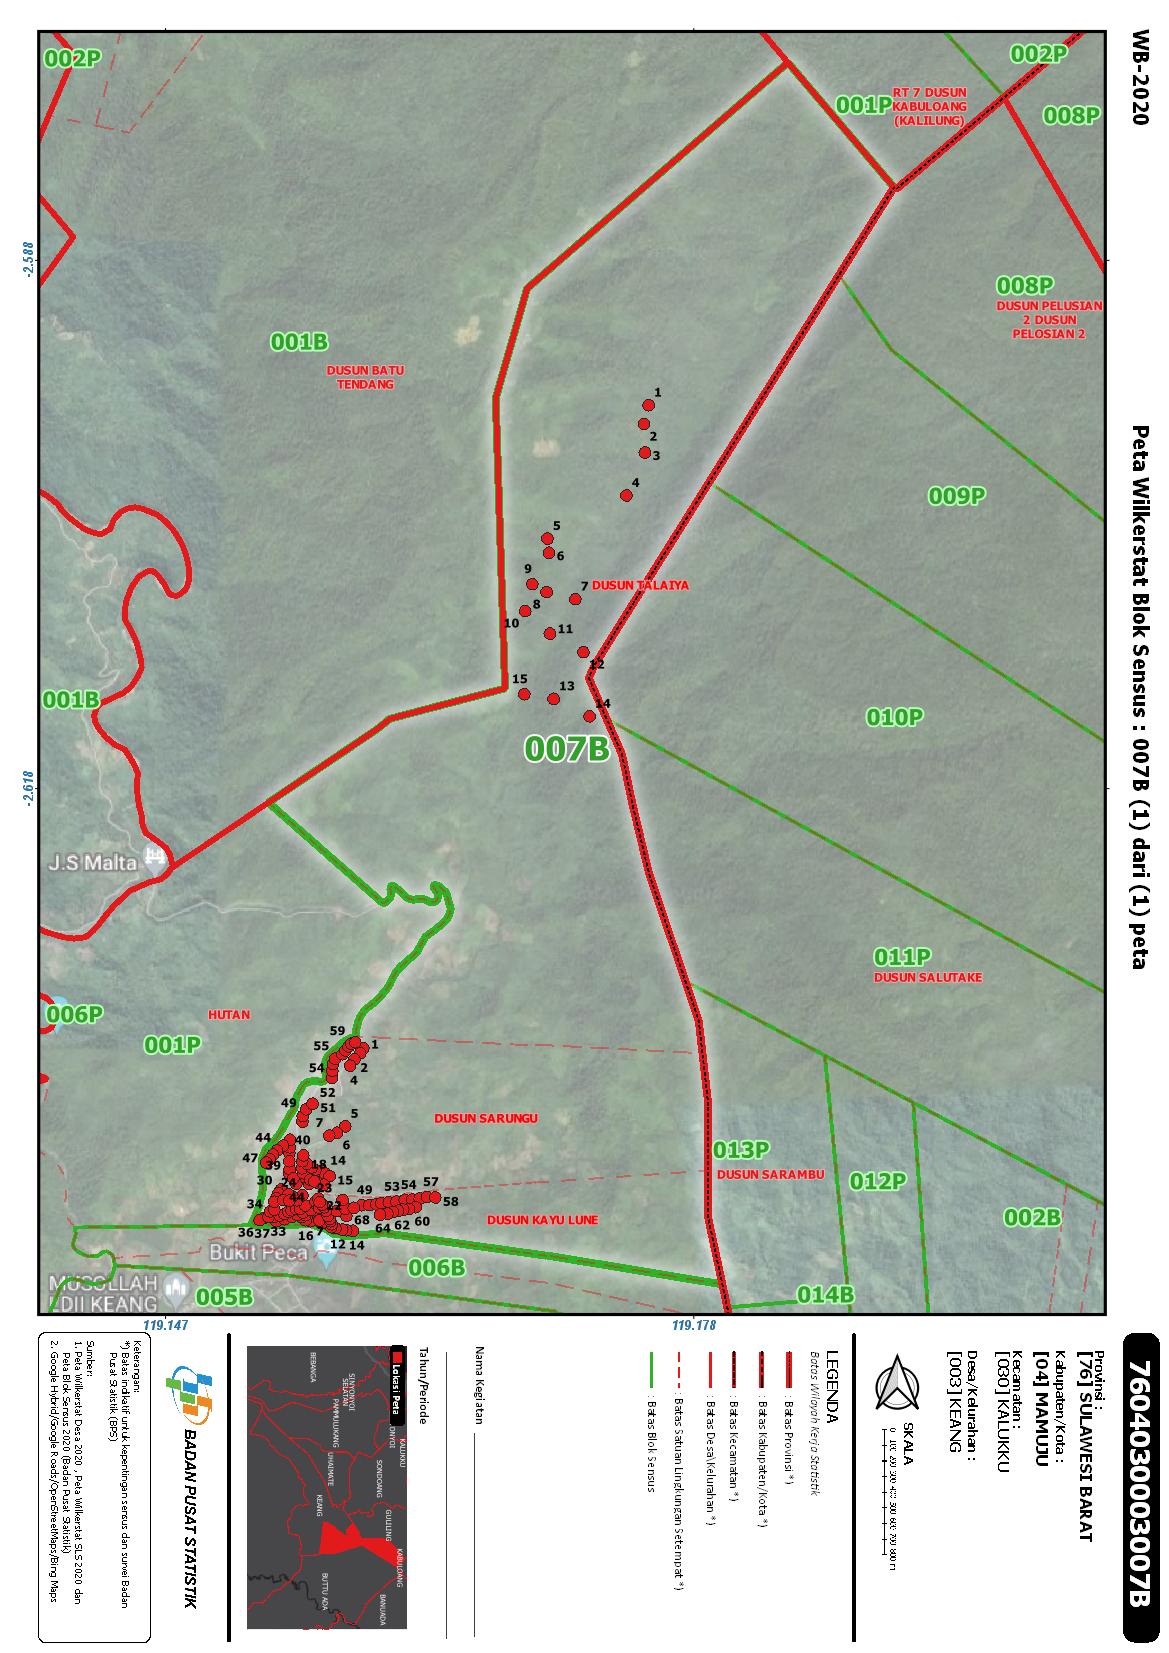 WB-2020
Peta Wilkerstat Blok Sensus : 007B (1) dari (1) peta
7604030003007B
Provinsi :
[76] SULAWESI BARAT
Kabupaten/Kota :
[04] MAMUJU
Kecamatan :
[030] KALUKKU
Desa/Kelurahan :
[003] KEANG
SKALA
0 100 200 300 400 500 600 700 800 m
LEGENDA
Batas Wilayah Kerja Statistik
: Batas Provinsi *)
: Batas Kabupaten/Kota *)
: Batas Kecamatan *)
: Batas Desa\Kelurahan *)
: Batas Satuan Lingkungan Setempat *)
: Batas Blok Sensus
Nama Kegiatan
Tahun/Periode
Lokasi Peta
BEBANGA
SINYONYOI
SELATAN
PAMMULUKANG
ONYOI
KALUKKU
UHAIMATE
SONDOANG
KEANG
GULILING
KABULOANG
BUTTU ADA
BANUADA
BADAN PUSAT STATISTIK
Keterangan:
*) Batas indikatif untuk kepentingan sensus dan survei Badan
Pusat Statistik (BPS)
Sumber:
1. Peta Wilkerstat Desa 2020 , Peta Wilkerstat SLS 2020 dan
Peta Blok Sensus 2020 (Badan Pusat Statistik)
2. Google Hybrid/Google Roads/OpenStreetMaps/Bing Maps
002P
002P
001P
RT 7 DUSUN
KABULOANG
(KALILUNG)
008P
-2.588
008P
DUSUN PELUSIAN
2 DUSUN
PELOSIAN 2
001B
DUSUN BATU
TENDANG
1
2
3
4
009P
5
6
9
7
DUSUN TALAIYA
8
10
11
12
15
13
14
001B
010P
007B
-2.618
J.S Malta
011P
DUSUN SALUTAKE
006P
HUTAN
001P
59
55
1
54
2
4
52
49
51
5
7
6
DUSUN SARUNGU
44
40
47
39
18
14
013P
DUSUN SARAMBU
30
24
15
23
012P
34
44
22
49
53
54
57
58
36
37
33
16
7
12
14
68
64
62
60
DUSUN KAYU LUNE
002B
Bukit Peca
006B
MUSOLLAH
LDII KEANG
005B
014B
119.147
119.178